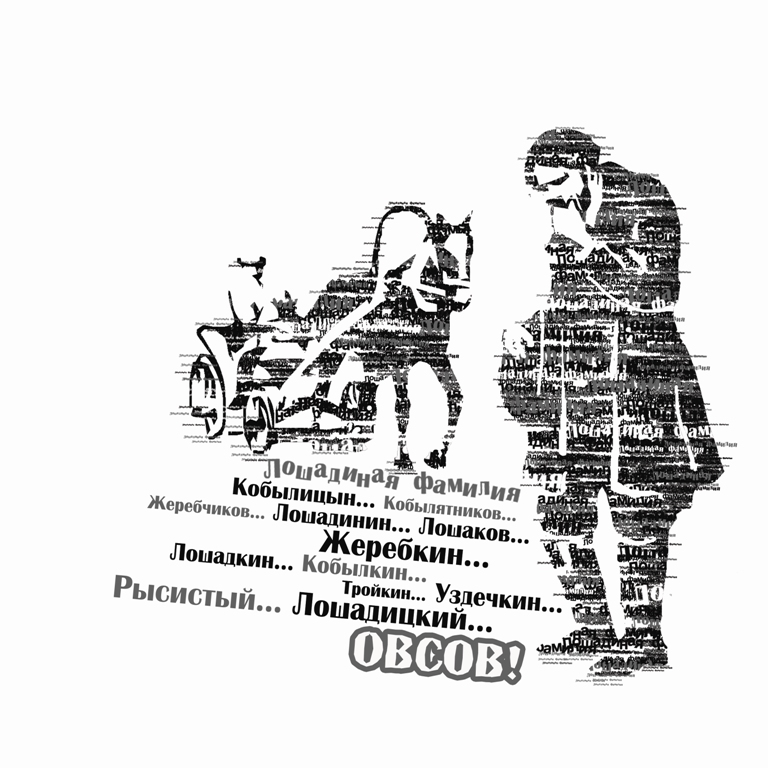 Лошадиная фамилия
Кобылицын... Кобылятников...
Жеребчиков... Лошадинин... Лошаков...
Жеребкин...
Лошадкин... Кобылкин...
Тройкин... Уздечкин...
Рысистый... Лошадицкий...
ОВСОВ!